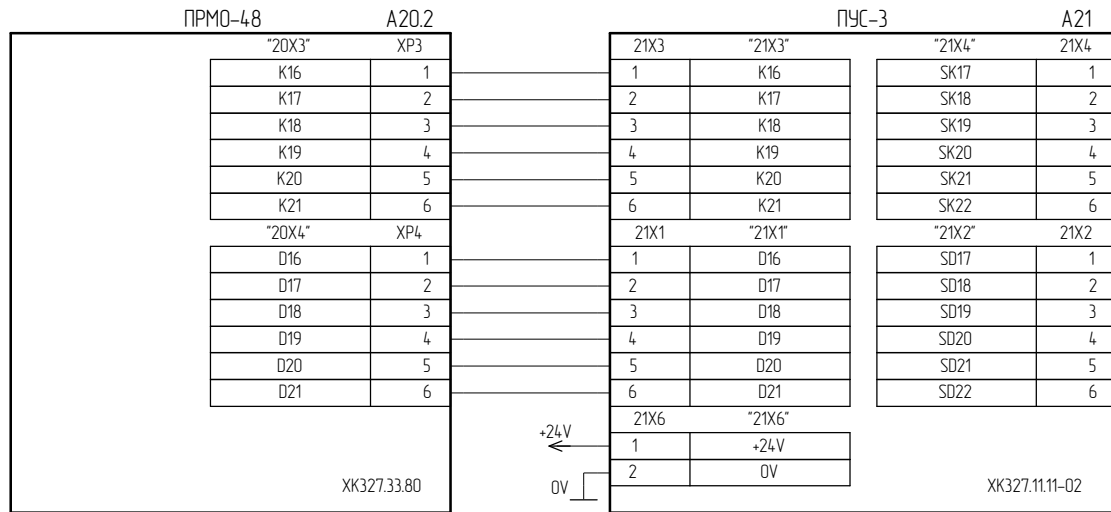 ПРМО-48 A20.2 ПУС-3 A21
"20X3" XP3 21X3 "21X3" "21X4" 21X4
K16 1 1 K16 SK17 1
K17 2 2 K17 SK18 2
K18 3 3 K18 SK19 3
K19 4 4 K19 SK20 4
K20 5 5 K20 SK21 5
K21 6 6 K21 SK22 6
"20X4" XP4 21X1 "21X1" "21X2" 21X2
D16 1 1 D16 SD17 1
D17 2 2 D17 SD18 2
D18 3 3 D18 SD19 3
D19 4 4 D19 SD20 4
D20 5 5 D20 SD21 5
D21 6 6 D21 SD22 6
21X6 "21X6"
+24V 1 +24V
0V 2 0V
XK327.33.80 XK327.11.11-02